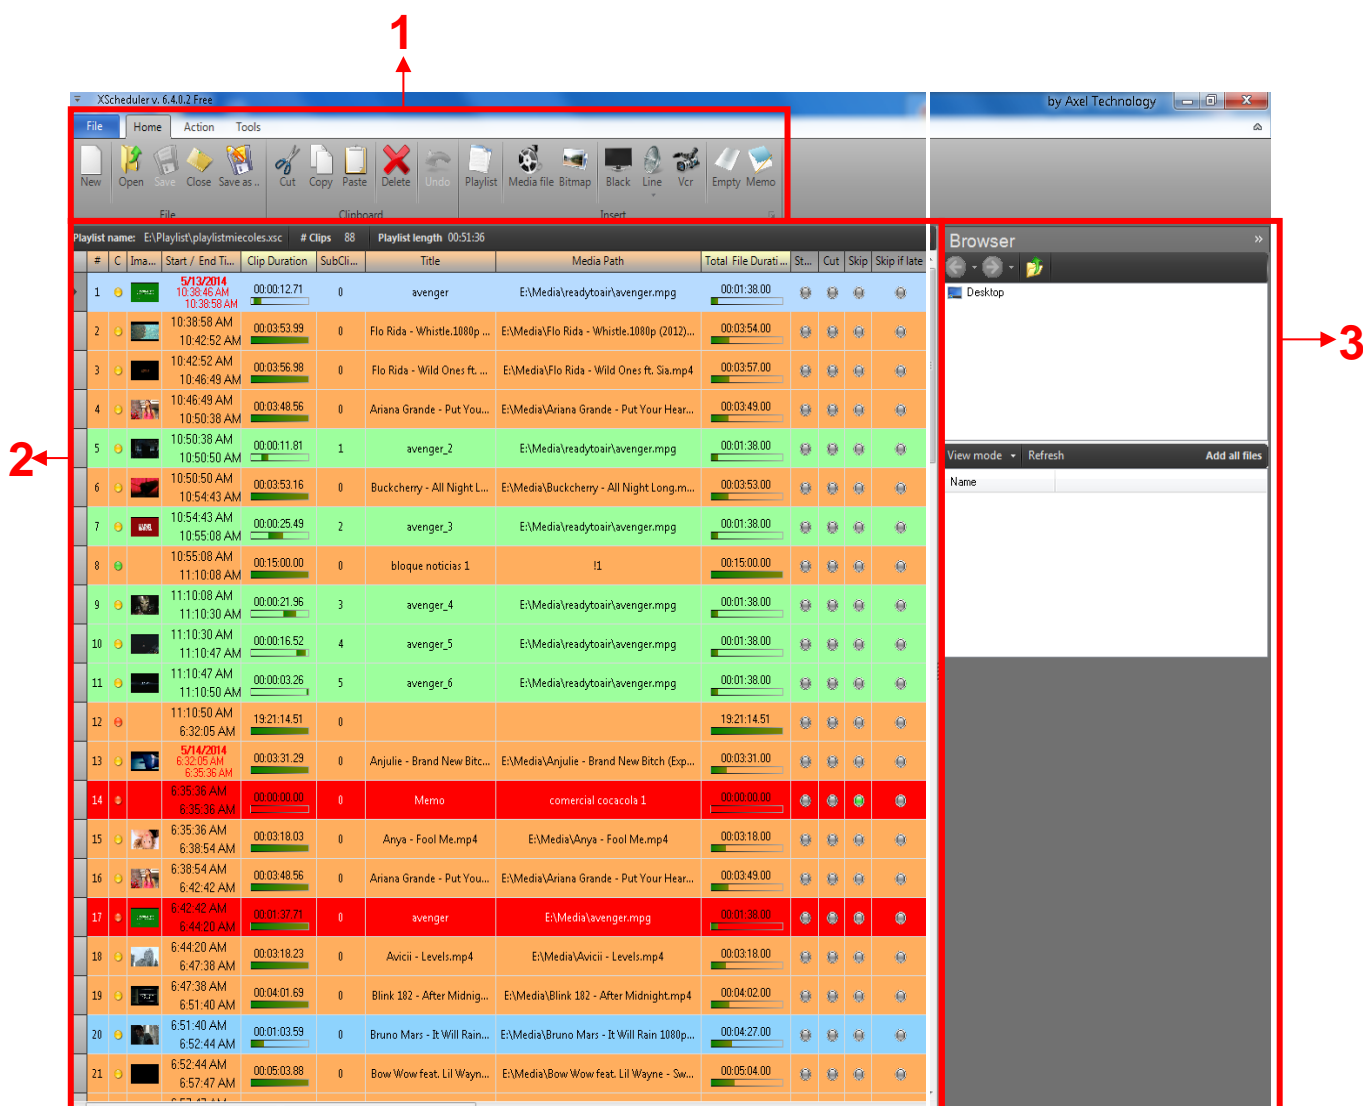 1
XScheduler v. 6.4.0.2 Free
by Axel Technology
File Home Action Tools
New Open Save Close Save as .. Cut Copy Paste Delete Undo Playlist Media file Bitmap Black Line Vcr Empty Memo
File Clipboard Insert
Playlist name: E:\Playlist\playlistmiecoles.xsc # Clips 88 Playlist length 00:51:36
# C Ima... Start / End Ti... Clip Duration SubCli... Title Media Path Total File Durati... St... Cut Skip Skip if late
5/13/2014
1 10:38:46 AM 00:00:12.71 0 avenger E:\Media\readytoair\avenger.mpg 00:01:38.00
10:38:58 AM
2 10:38:58 AM 00:03:53.99 0 Flo Rida - Whistle.1080p ... E:\Media\Flo Rida - Whistle.1080p (2012)... 00:03:54.00
10:42:52 AM
3 10:42:52 AM 00:03:56.98 0 Flo Rida - Wild Ones ft. ... E:\Media\Flo Rida - Wild Ones ft. Sia.mp4 00:03:57.00
10:46:49 AM
4 10:46:49 AM 00:03:48.56 0 Ariana Grande - Put You... E:\Media\Ariana Grande - Put Your Hear... 00:03:49.00
10:50:38 AM
5 10:50:38 AM 00:00:11.81 1 avenger_2 E:\Media\readytoair\avenger.mpg 00:01:38.00
10:50:50 AM
6 10:50:50 AM 00:03:53.16 0 Buckcherry - All Night L... E:\Media\Buckcherry - All Night Long.m... 00:03:53.00
10:54:43 AM
7 10:54:43 AM 00:00:25.49 2 avenger_3 E:\Media\readytoair\avenger.mpg 00:01:38.00
10:55:08 AM
8 10:55:08 AM 00:15:00.00 0 bloque noticias 1 !1 00:15:00.00
11:10:08 AM
9 11:10:08 AM 00:00:21.96 3 avenger_4 E:\Media\readytoair\avenger.mpg 00:01:38.00
11:10:30 AM
10 11:10:30 AM 00:00:16.52 4 avenger_5 E:\Media\readytoair\avenger.mpg 00:01:38.00
11:10:47 AM
11 11:10:47 AM 00:00:03.26 5 avenger_6 E:\Media\readytoair\avenger.mpg 00:01:38.00
11:10:50 AM
12 11:10:50 AM 19:21:14.51 0 19:21:14.51
6:32:05 AM
5/14/2014
13 6:32:05 AM 00:03:31.29 0 Anjulie - Brand New Bitc... E:\Media\Anjulie - Brand New Bitch (Exp... 00:03:31.00
6:35:36 AM
14 6:35:36 AM 00:00:00.00 0 Memo comercial cocacola 1 00:00:00.00
6:35:36 AM
15 6:35:36 AM 00:03:18.03 0 Anya - Fool Me.mp4 E:\Media\Anya - Fool Me.mp4 00:03:18.00
6:38:54 AM
16 6:38:54 AM 00:03:48.56 0 Ariana Grande - Put You... E:\Media\Ariana Grande - Put Your Hear... 00:03:49.00
6:42:42 AM
17 6:42:42 AM 00:01:37.71 0 avenger E:\Media\avenger.mpg 00:01:38.00
6:44:20 AM
18 6:44:20 AM 00:03:18.23 0 Avicii - Levels.mp4 E:\Media\Avicii - Levels.mp4 00:03:18.00
6:47:38 AM
19 6:47:38 AM 00:04:01.69 0 Blink 182 - After Midnig... E:\Media\Blink 182 - After Midnight.mp4 00:04:02.00
6:51:40 AM
20 6:51:40 AM 00:01:03.59 0 Bruno Mars - It Will Rain... E:\Media\Bruno Mars - It Will Rain 1080p... 00:04:27.00
6:52:44 AM
21 6:52:44 AM 00:05:03.88 0 Bow Wow feat. Lil Wayn... E:\Media\Bow Wow feat. Lil Wayne - Sw... 00:05:04.00
6:57:47 AM
2
Browser »
Desktop
View mode Refresh Add all files
Name
3